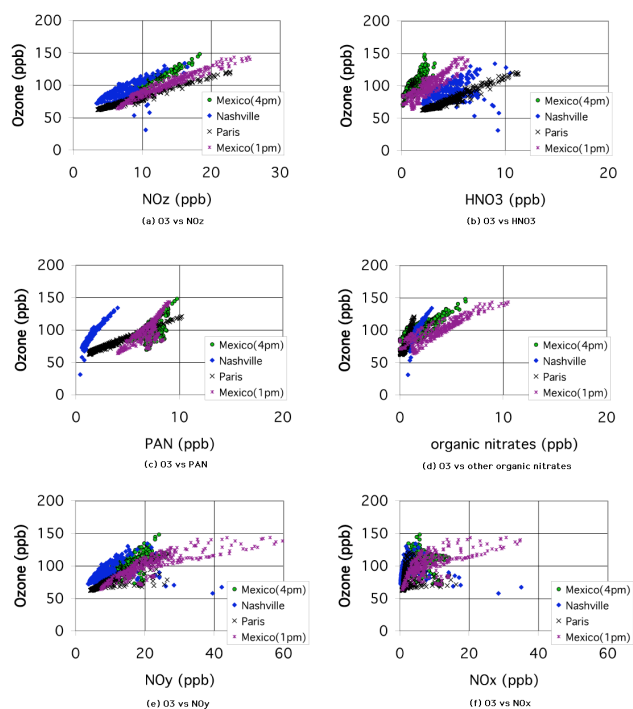 Ozone (ppb)
200
150
100
50
0
0 10 20 30
Mexico(4pm)
Nashville
Paris
Mexico(1pm)
NOz (ppb)
(a) O3 vs NOz
Ozone (ppb)
200
150
100
50
0
0 10 20
Mexico(4pm)
Nashville
Paris
Mexico(1pm)
HNO3 (ppb)
(b) O3 vs HNO3
Ozone (ppb)
200
150
100
50
0
0 10 20
Mexico(4pm)
Nashville
Paris
Mexico(1pm)
PAN (ppb)
(c) O3 vs PAN
Ozone (ppb)
200
150
100
50
0
0 10 20
Mexico(4pm)
Nashville
Paris
Mexico(1pm)
organic nitrates (ppb)
(d) O3 vs other organic nitrates
Ozone (ppb)
200
150
100
50
0
0 20 40 60
Mexico(4pm)
Nashville
Paris
Mexico(1pm)
NOy (ppb)
(e) O3 vs NOy
Ozone (ppb)
200
150
100
50
0
0 10 20 30 40 50
Mexico(4pm)
Nashville
Paris
Mexico(1pm)
NOx (ppb)
(f) O3 vs NOx